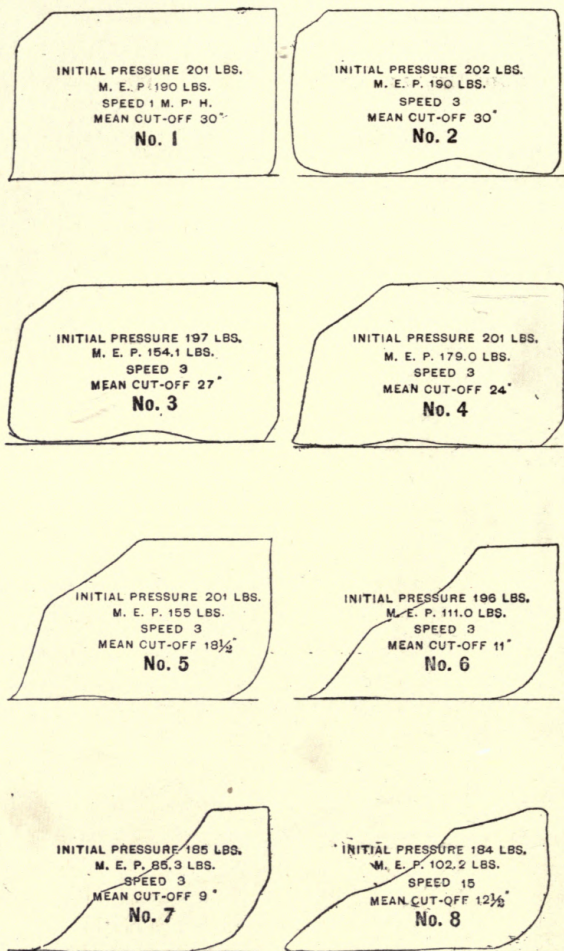 INITIAL PRESSURE 201 LBS.
M. E. P. 190 LBS.
SPEED 1 M. P. H.
MEAN CUT-OFF 30"
No. 1
INITIAL PRESSURE 202 LBS.
M. E. P. 190 LBS.
SPEED 3
MEAN CUT-OFF 30"
No. 2
INITIAL PRESSURE 197 LBS.
M. E. P. 154.1 LBS.
SPEED 3
MEAN CUT-OFF 27"
No. 3
INITIAL PRESSURE 201 LBS.
M. E. P. 179.0 LBS.
SPEED 3
MEAN CUT-OFF 24"
No. 4
INITIAL PRESSURE 201 LBS.
M. E. P. 155 LBS.
SPEED 3
MEAN CUT-OFF 18½"
No. 5
INITIAL PRESSURE 196 LBS.
M. E. P. 111.0 LBS.
SPEED 3
MEAN CUT-OFF 11"
No. 6
INITIAL PRESSURE 185 LBS.
M. E. P. 85.3 LBS.
SPEED 3
MEAN CUT-OFF 9"
No. 7
INITIAL PRESSURE 184 LBS.
M. E. P. 102.2 LBS.
SPEED 15
MEAN CUT-OFF 12½"
No. 8